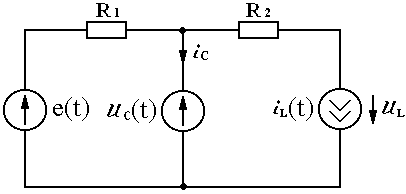 R1 R2
iC
e(t) uC(t) iL(t) uL